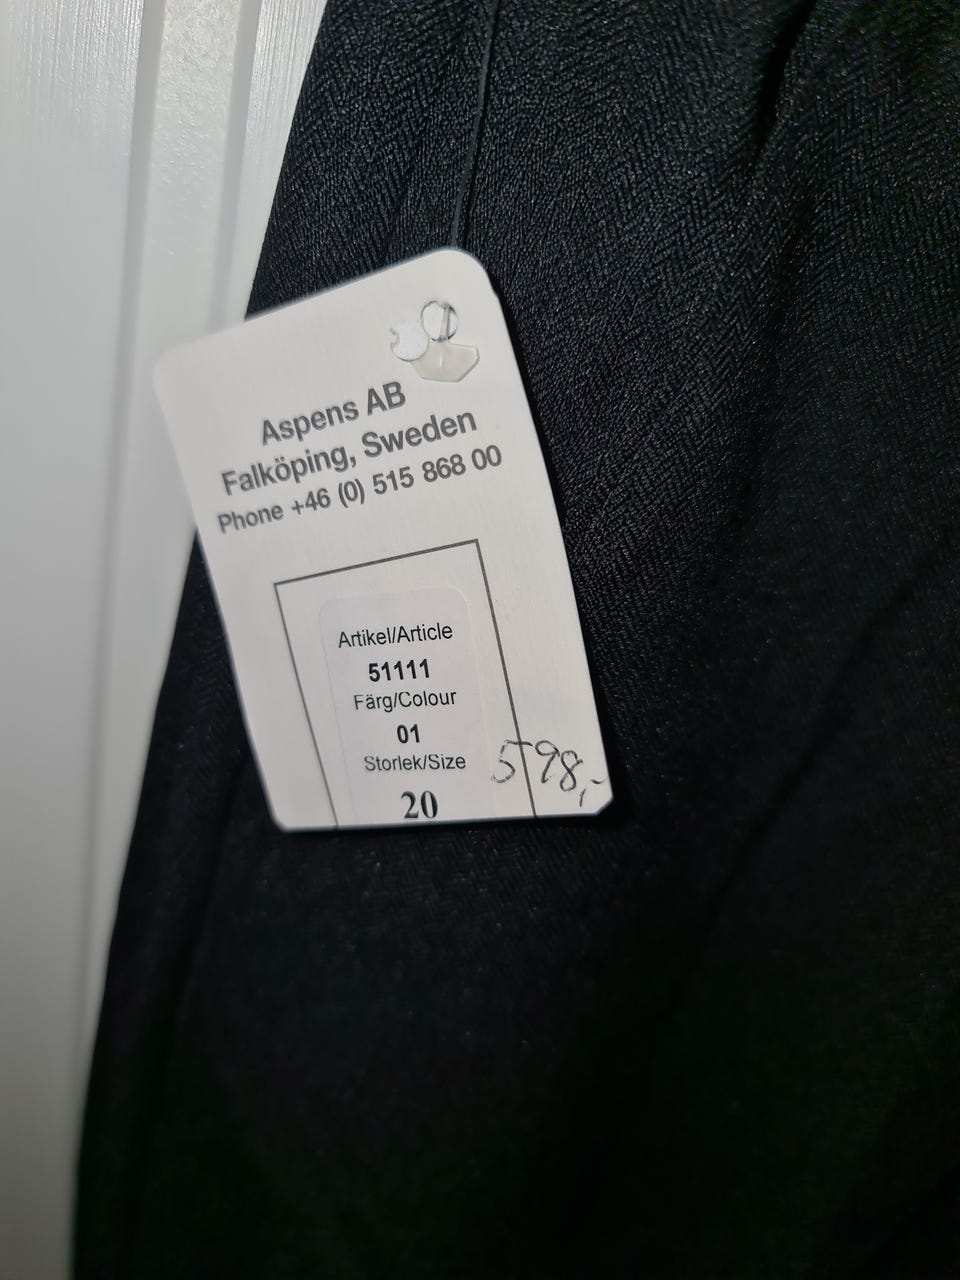 Aspens AB
Falköping, Sweden
Phone +46 (0) 515 868 00
Artikel/Article
51111
Färg/Colour
01
Storlek/Size
20
598,-